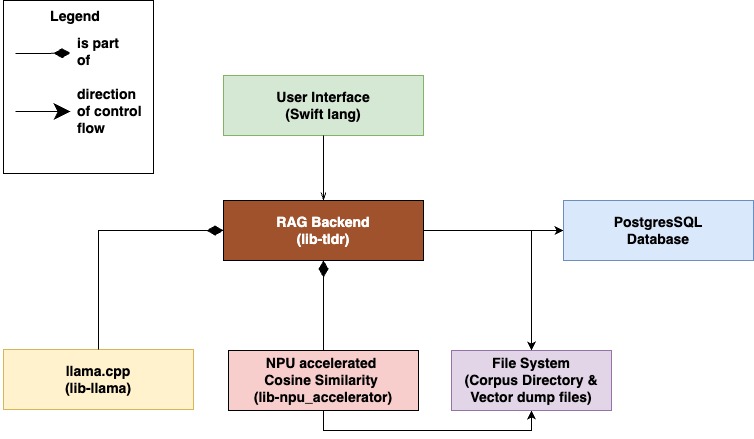 Legend
is part
of
direction
of control
flow
User Interface
(Swift lang)
RAG Backend
(lib-tldr)
PostgresSQL
Database
llama.cpp
(lib-llama)
NPU accelerated
Cosine Similarity
(lib-npu_accelerator)
File System
(Corpus Directory &
Vector dump files)